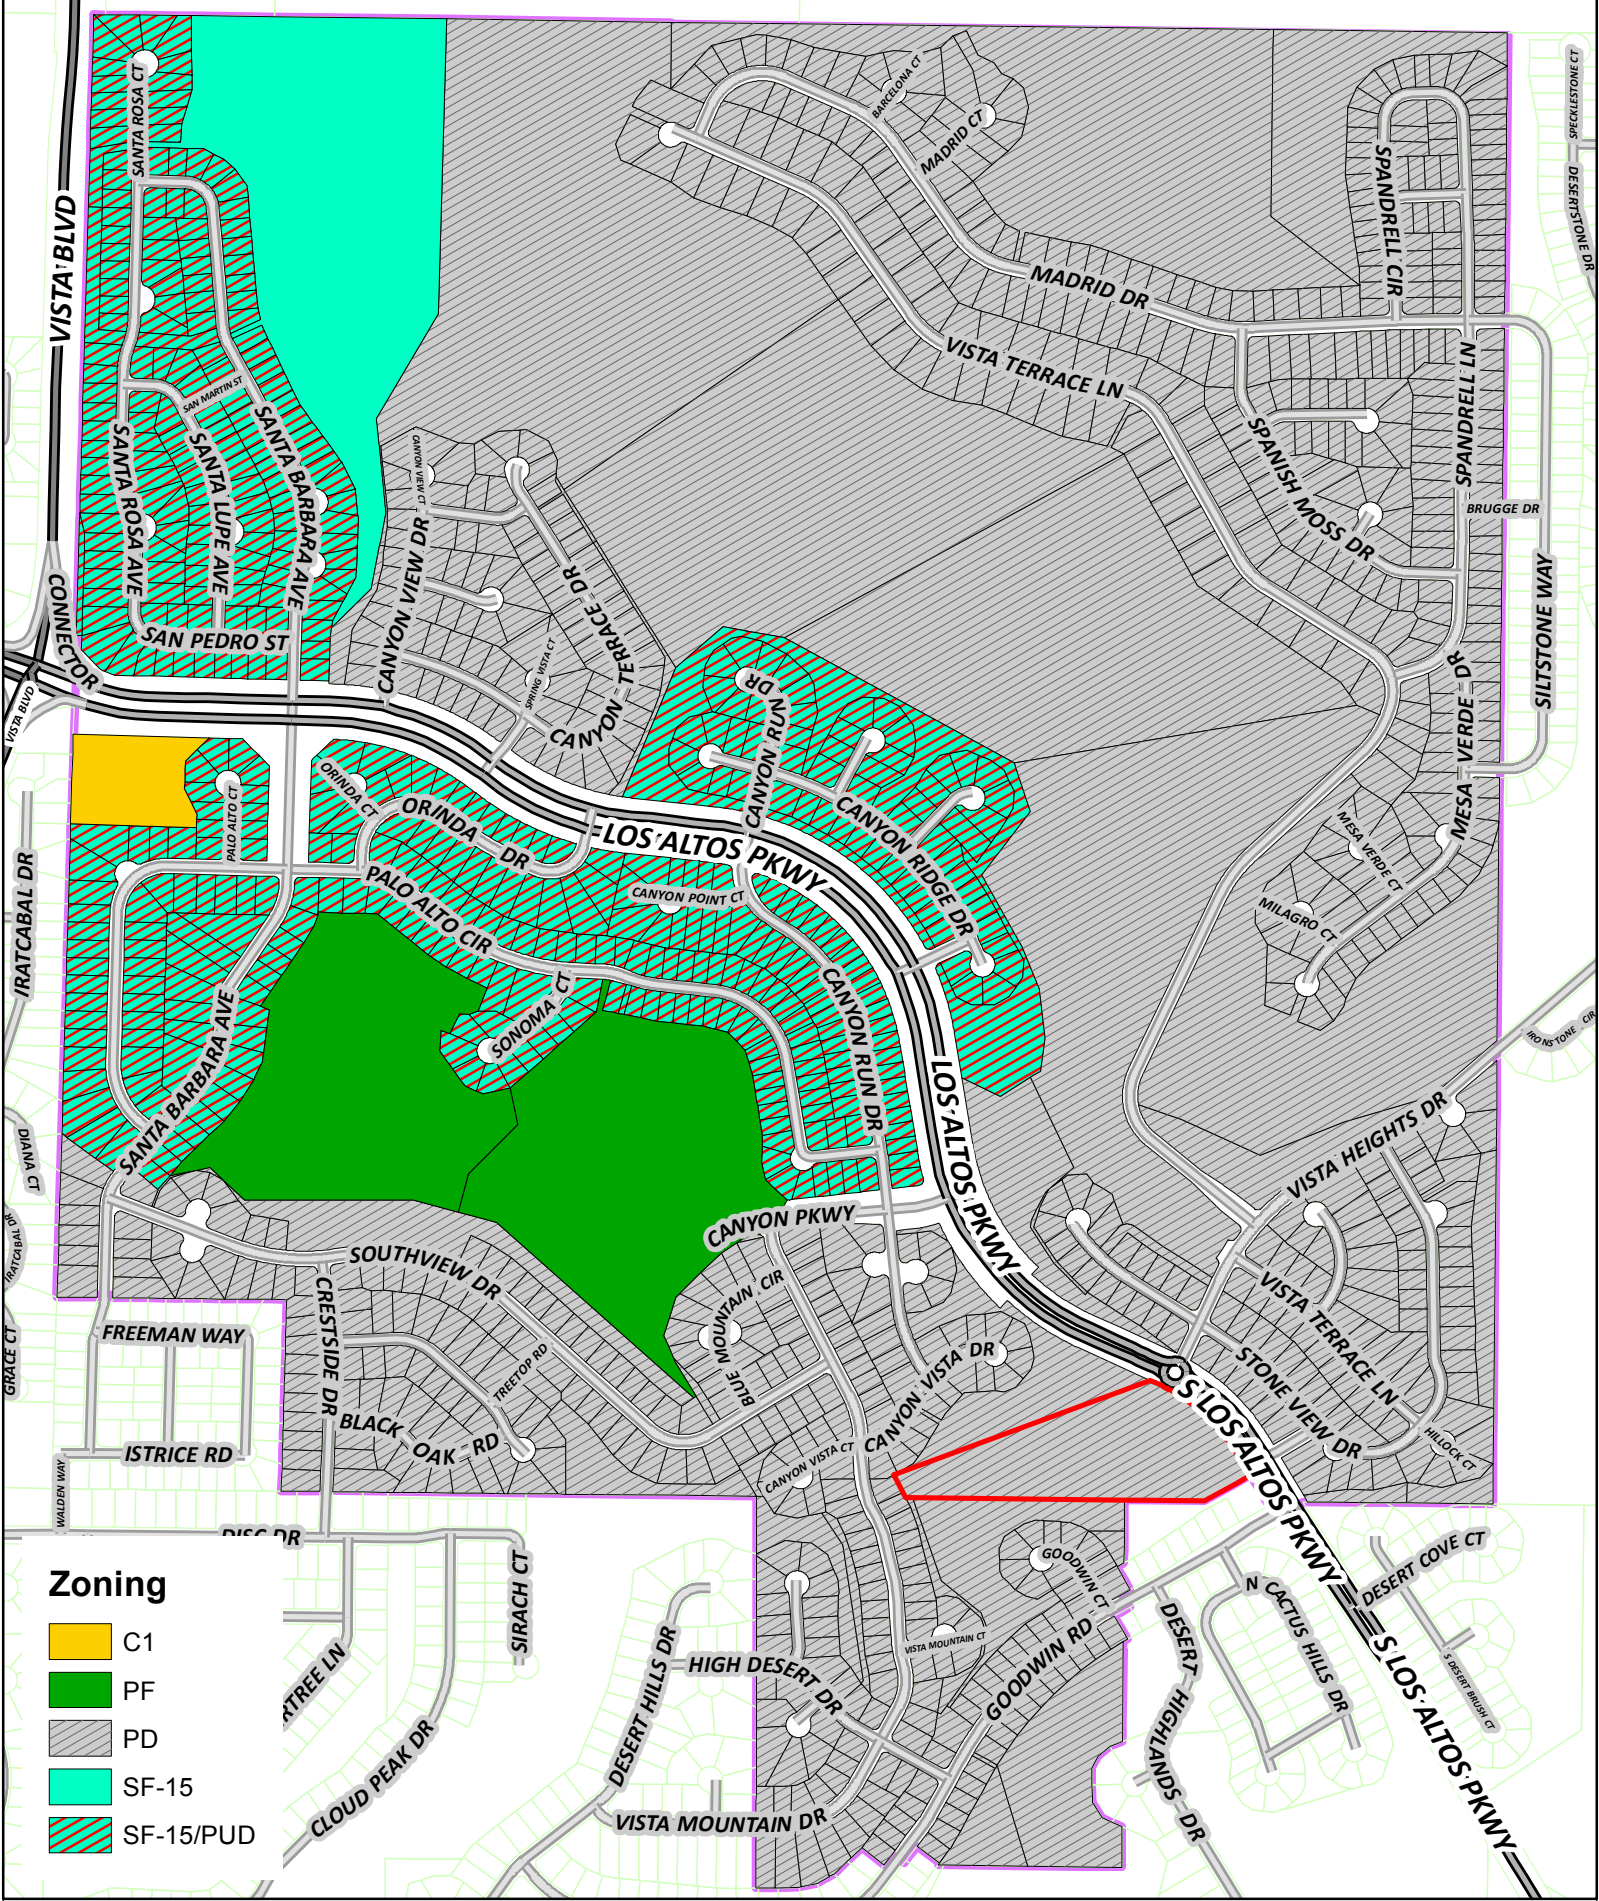 SANTA ROSA CT
BARCELONA CT
MADRID CT
SPECKLESTONE CT
DESERTSTONE DR
VISTA BLVD
SPANDRELL CIR
MADRID DR
VISTA TERRACE LN
SPANDRELL LN
SAN MARTIN ST
SANTA ROSA AVE
SANTA LUPE AVE
SANTA BARBARA AVE
CANYON VIEW CT
CANYON VIEW DR
SPANISH MOSS DR
BRUGGE DR
SILTSTONE WAY
CONNECTOR
SAN PEDRO ST
TERRACE DR
SPRING VISTA CT
CANYON
VISTA BLVD
CANYON RUN DR
MESA VERDE DR
ORINDA CT
ORINDA DR
PALO ALTO CT
LOS ALTOS PKWY
CANYON RIDGE DR
MESA VERDE CT
IRATCABAL DR
PALO ALTO CIR
CANYON POINT CT
MILAGRO CT
SONOMA CT
CANYON RUN DR
IRONSTONE CIR
SANTA BARBARA AVE
LOS ALTOS PKWY
DIANA CT
VISTA HEIGHTS DR
IRATCABAL DR
CANYON PKWY
SOUTHVIEW DR
CRESTSIDE DR
BLUE MOUNTAIN CIR
VISTA TERRACE LN
GRACE CT
FREEMAN WAY
TREETOP RD
CANYON VISTA DR
STONE VIEW DR
S LOS ALTOS PKWY
BLACK OAK RD
HILLOCK CT
ISTRICE RD
CANYON VISTA CT
WALDEN WAY
DISC DR
GOODWIN CT
DESERT COVE CT
SIRACH CT
N CACTUS HILLS DR
Zoning
C1
PF
PD
SF-15
SF-15/PUD
RTREE LN
CLOUD PEAK DR
DESERT HILLS DR
HIGH DESERT DR
VISTA MOUNTAIN CT
GOODWIN RD
DESERT HIGHLANDS DR
S DESERT BRUSH CT
S LOS ALTOS PKWY
VISTA MOUNTAIN DR